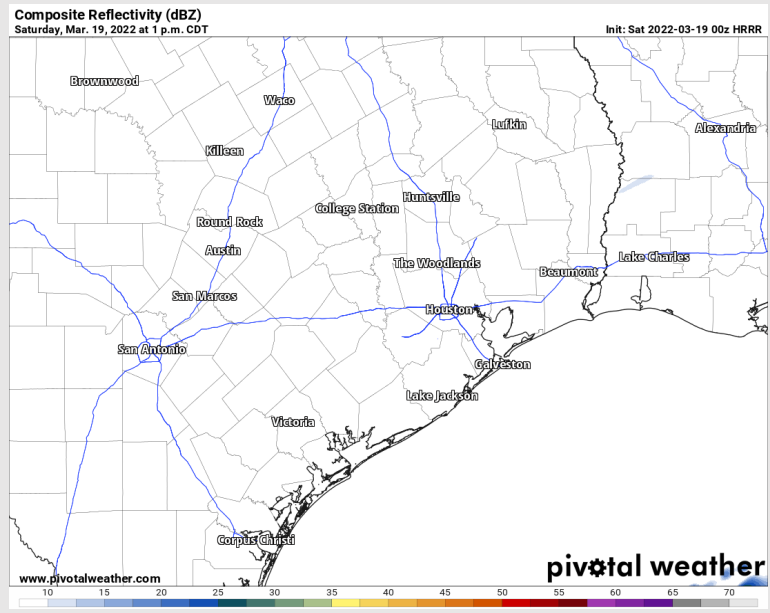 Composite Reflectivity (dBZ)
Saturday, Mar. 19, 2022 at 1 p.m. CDT
Init: Sat 2022-03-19 00z HRRR
Brownwood
Waco
Lufkin
Alexandria
Killeen
Huntsville
College Station
Round Rock
Austin
The Woodlands
Lake Charles
Beaumont
San Marcos
Houston
San Antonio
Galveston
Lake Jackson
Victoria
Corpus Christi
pivotal weather
www.pivotalweather.com
10 15 20 25 30 35 40 45 50 55 60 65 70